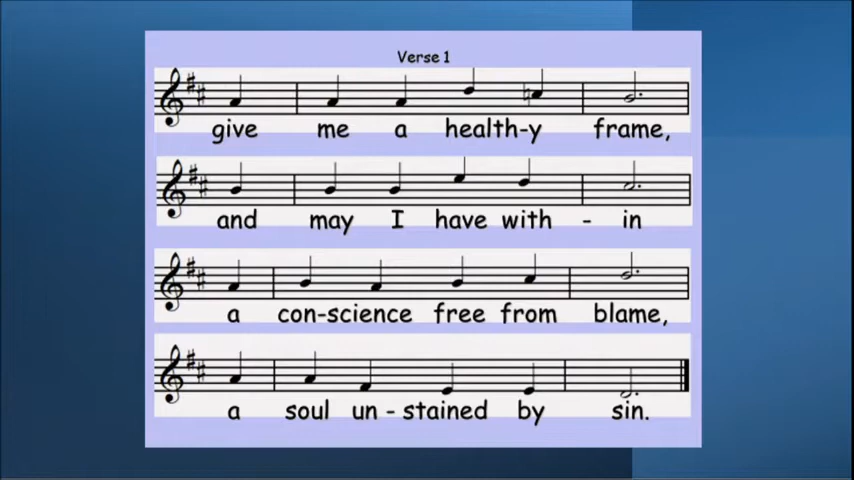 Verse 1
give me a health-y frame,
and may I have with - in
a con-science free from blame,
a soul un - stained by sin.